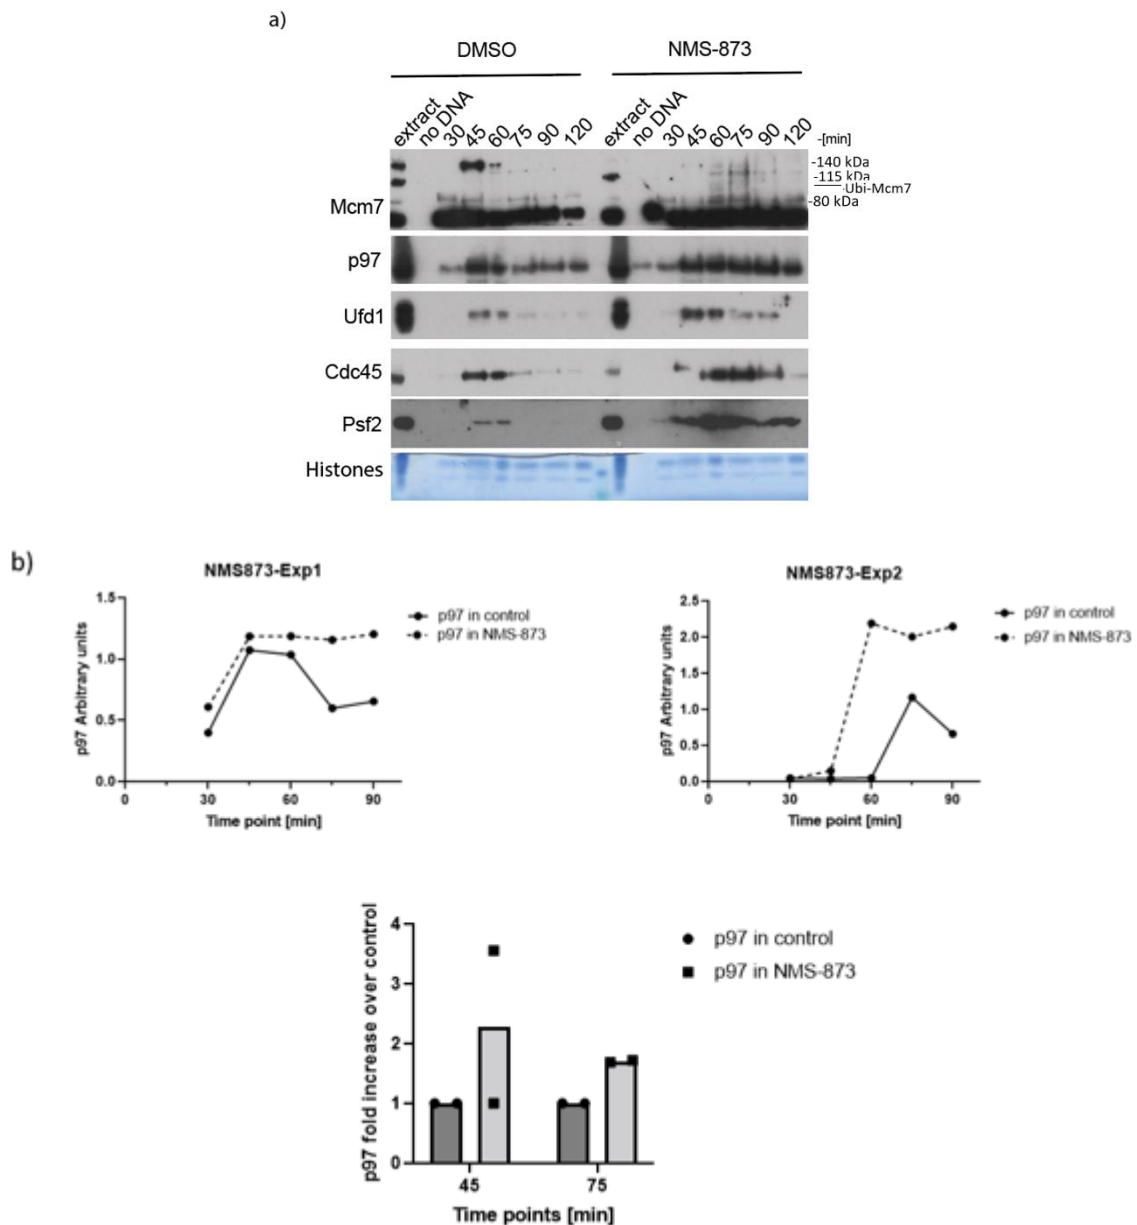 a)
DMSO NMS-873
extract no DNA 30 45 60 75 90 120 extract no DNA 30 45 60 75 90 120 -[min]
-140 kDa
-115 kDa
-Ubi-Mcm7
-80 kDa
Mcm7
p97
Ufd1
Cdc45
Psf2
Histones
b)
NMS873-Exp1
p97 Arbitrary units
1.5
1.0
0.5
0.0
0 30 60 90
Time point [min]
p97 in control
p97 in NMS-873
NMS873-Exp2
p97 Arbitrary units
2.5
2.0
1.5
1.0
0.5
0.0
0 30 60 90
Time point [min]
p97 in control
p97 in NMS-873
p97 fold increase over control
4
3
2
1
0
45 75
Time points [min]
p97 in control
p97 in NMS-873